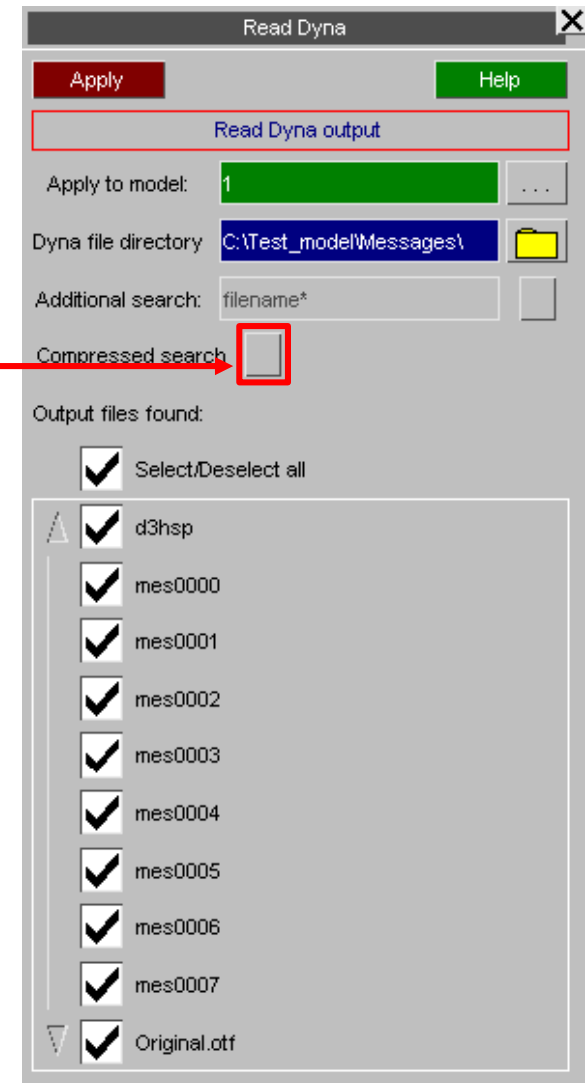 Read Dyna
Apply Help
Read Dyna output
Apply to model: 1 ...
Dyna file directory C:\Test_model\Messages\
Additional search: filename*
Compressed search
Output files found:
Select/Deselect all
d3hsp
mes0000
mes0001
mes0002
mes0003
mes0004
mes0005
mes0006
mes0007
Original.otf